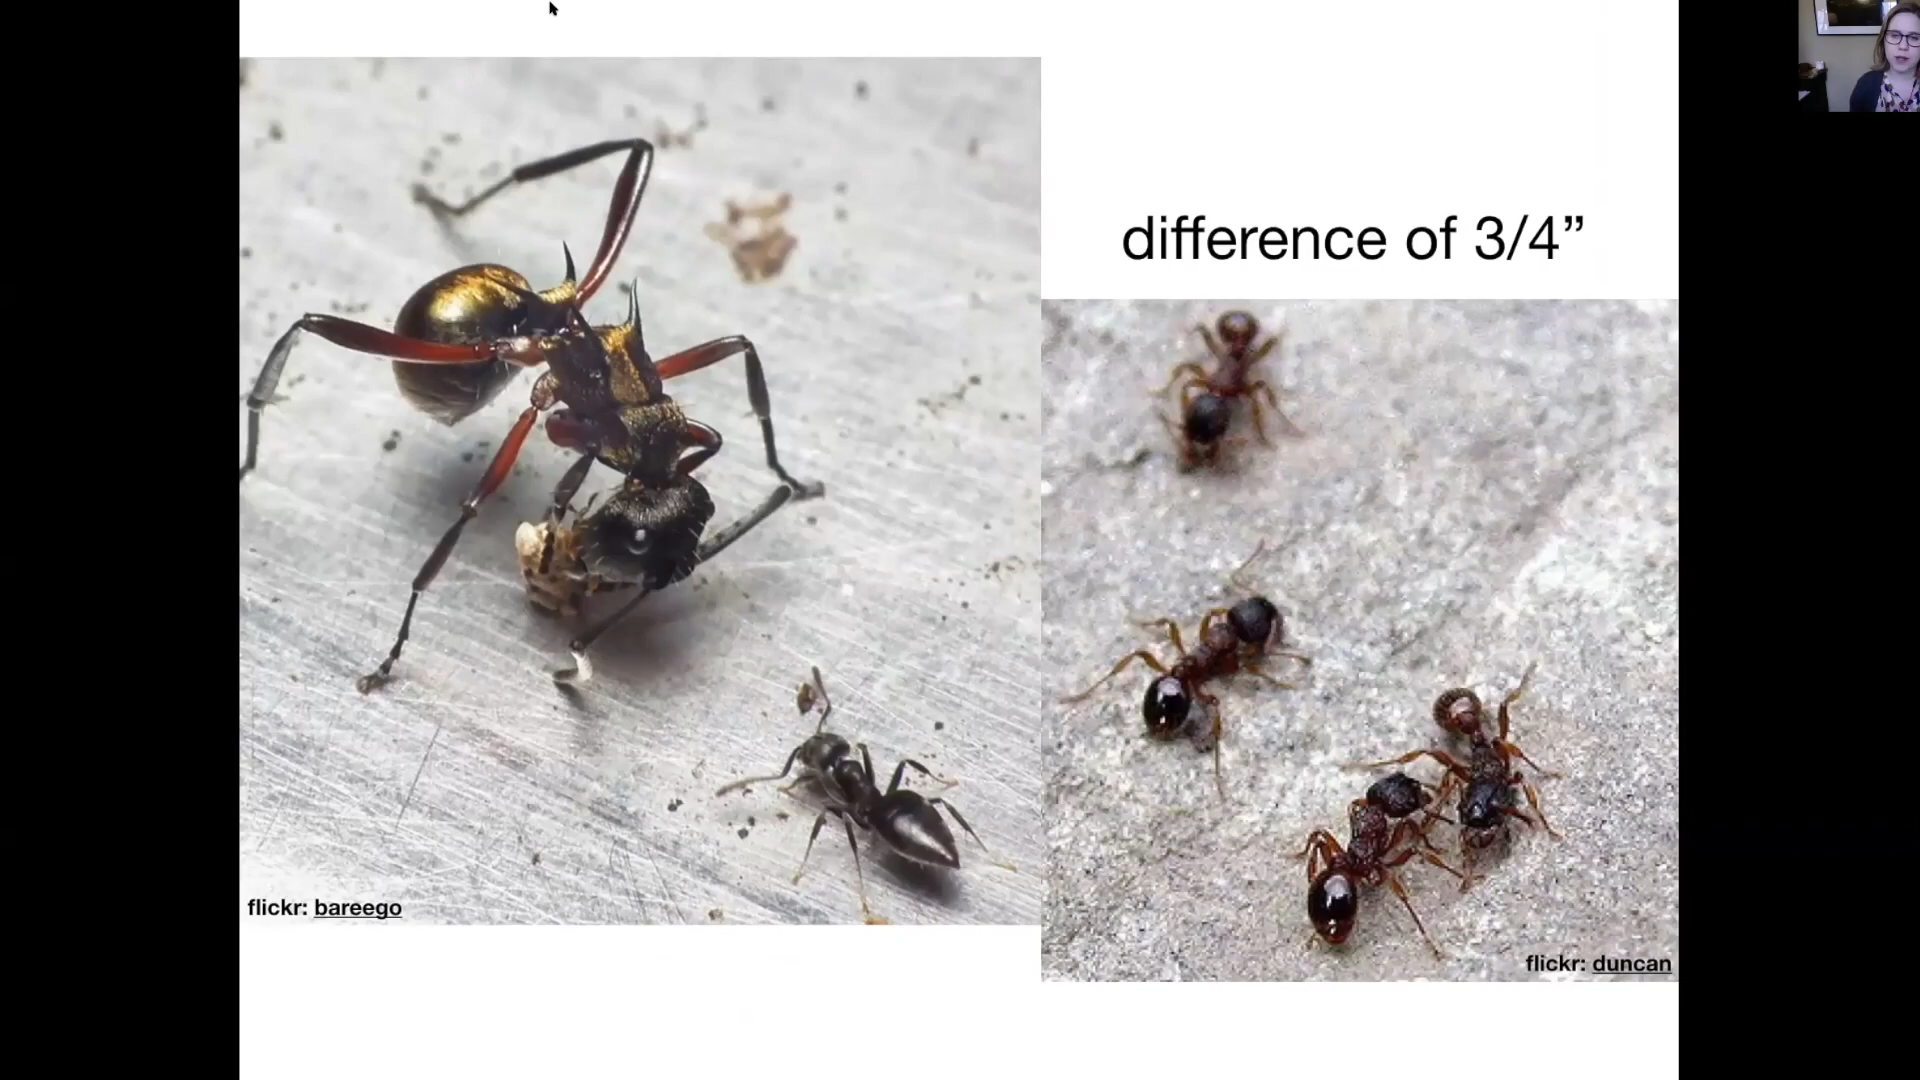 difference of 3/4”
flickr: bareego
flickr: duncan